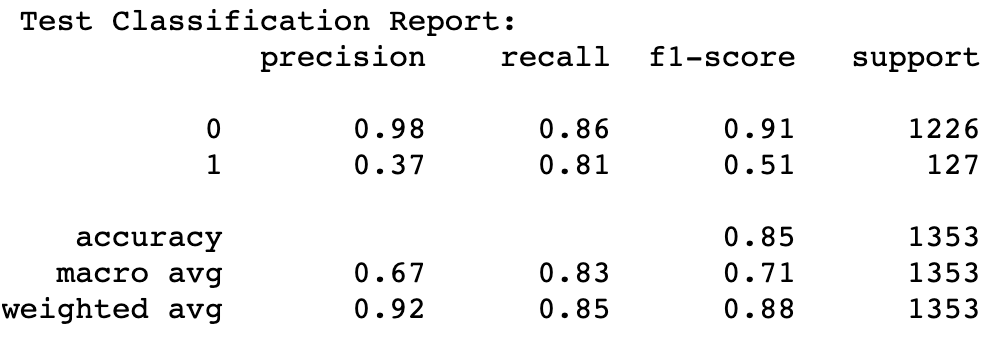 Test Classification Report:
precision recall f1-score support
0 0.98 0.86 0.91 1226
1 0.37 0.81 0.51 127
accuracy 0.85 1353
macro avg 0.67 0.83 0.71 1353
weighted avg 0.92 0.85 0.88 1353